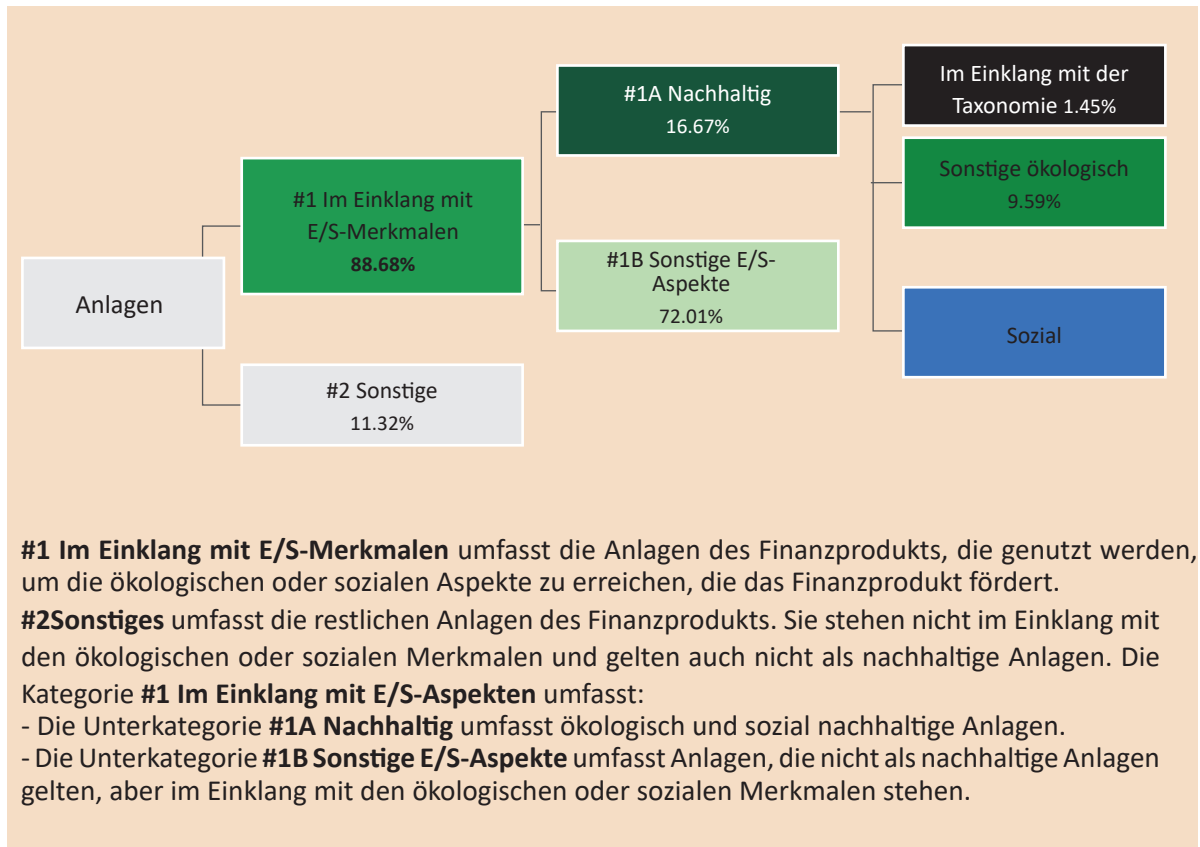 Anlagen
#1 Im Einklang mit
E/S-Merkmalen
88.68%
#2 Sonstige
11.32%
#1A Nachhaltig
16.67%
#1B Sonstige E/S-
Aspekte
72.01%
Im Einklang mit der
Taxonomie 1.45%
Sonstige ökologisch
9.59%
Sozial
#1 Im Einklang mit E/S-Merkmalen umfasst die Anlagen des Finanzprodukts, die genutzt werden,
um die ökologischen oder sozialen Aspekte zu erreichen, die das Finanzprodukt fördert.
#2Sonstiges umfasst die restlichen Anlagen des Finanzprodukts. Sie stehen nicht im Einklang mit
den ökologischen oder sozialen Merkmalen und gelten auch nicht als nachhaltige Anlagen. Die
Kategorie #1 Im Einklang mit E/S-Aspekten umfasst:
- Die Unterkategorie #1A Nachhaltig umfasst ökologisch und sozial nachhaltige Anlagen.
- Die Unterkategorie #1B Sonstige E/S-Aspekte umfasst Anlagen, die nicht als nachhaltige Anlagen
gelten, aber im Einklang mit den ökologischen oder sozialen Merkmalen stehen.